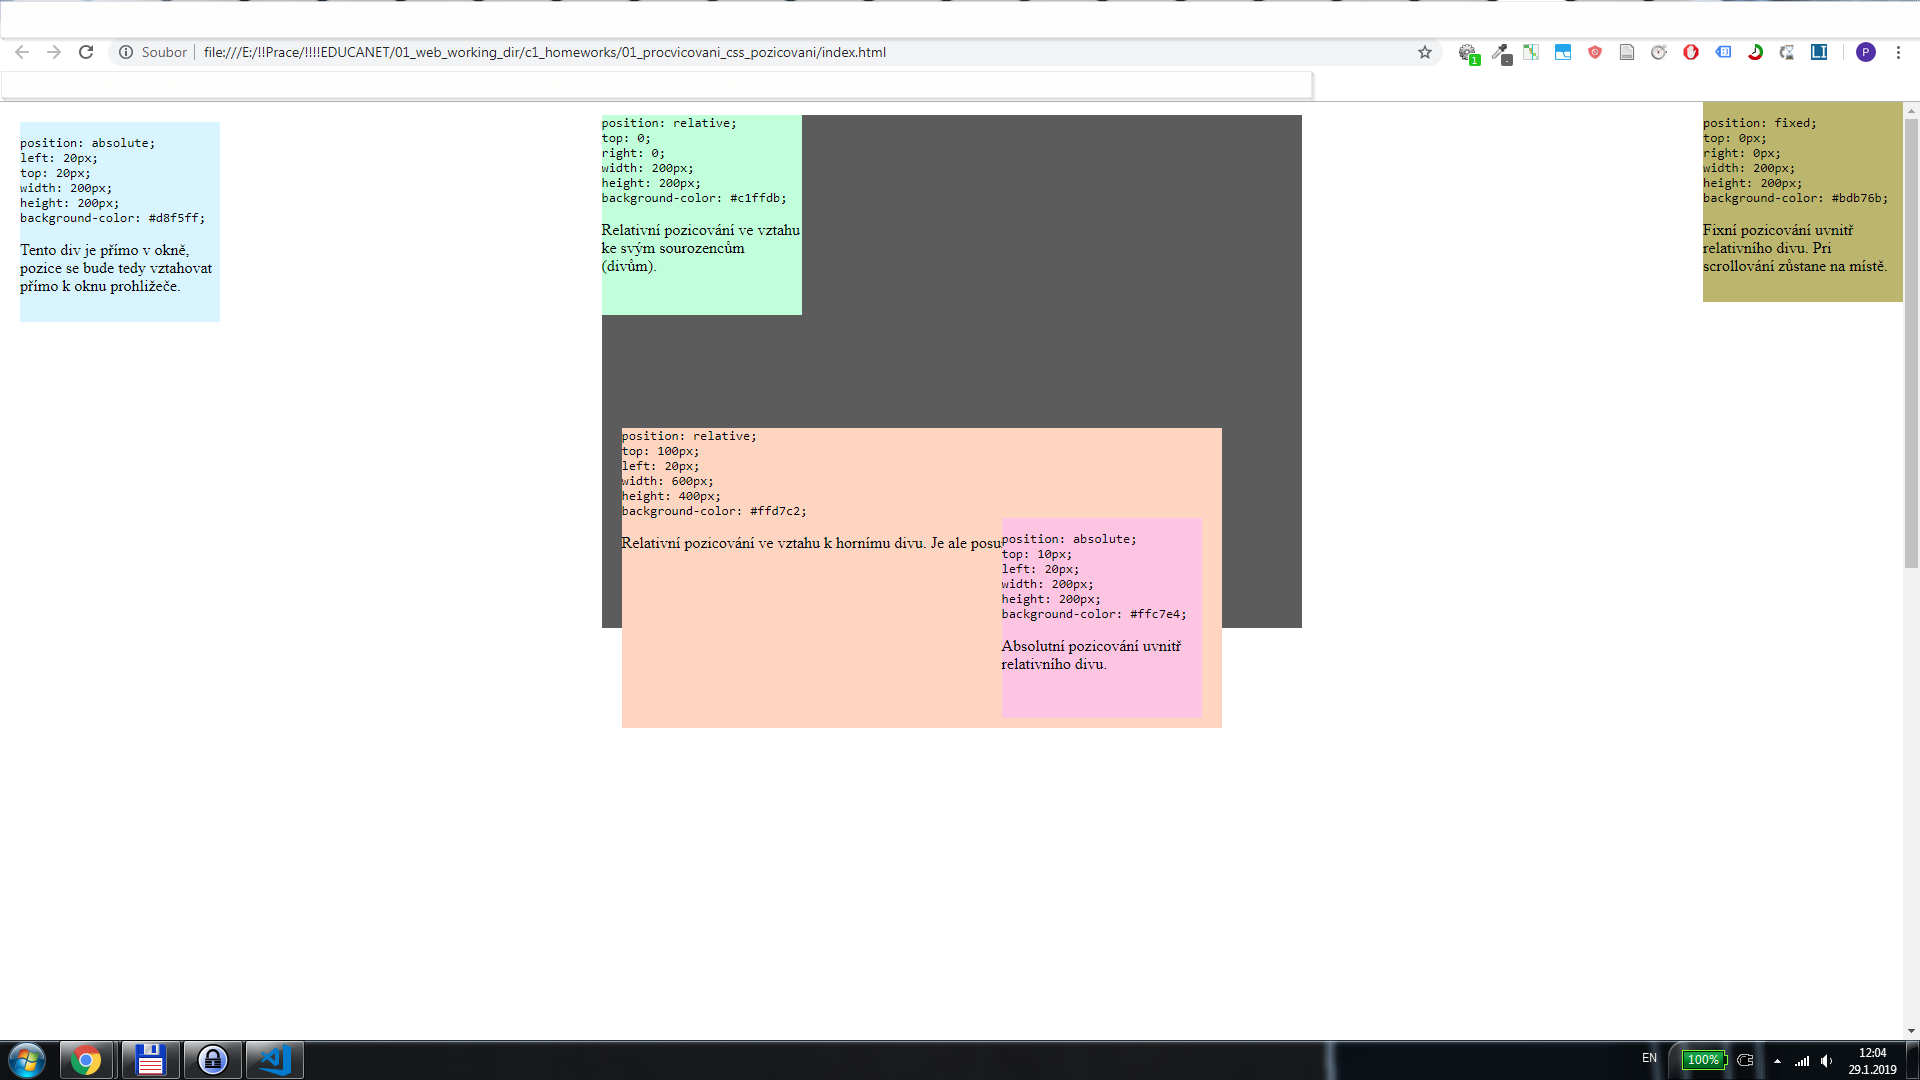 Soubor
file:///E:/!!Prace/!!!!EDUCANET/01_web_working_dir/c1_homeworks/01_procvicovani_css_pozicovani/index.html
1
P
position: absolute;
left: 20px;
top: 20px;
width: 200px;
height: 200px;
background-color: #d8f5ff;
Tento div je přímo v okně,
pozice se bude tedy vztahovat
přímo k oknu prohlížeče.
position: relative;
top: 0;
right: 0;
width: 200px;
height: 200px;
background-color: #c1ffdb;
Relativní pozicování ve vztahu
ke svým sourozencům
(divům).
position: fixed;
top: 0px;
right: 0px;
width: 200px;
height: 200px;
background-color: #bdb76b;
Fixní pozicování uvnitř
relativního divu. Pri
scrollování zůstane na místě.
position: relative;
top: 100px;
left: 20px;
width: 600px;
height: 400px;
background-color: #ffd7c2;
Relativní pozicování ve vztahu k hornímu divu. Je ale posu
position: absolute;
top: 10px;
left: 20px;
width: 200px;
height: 200px;
background-color: #ffc7e4;
Absolutní pozicování uvnitř
relativního divu.
EN
100%
12:04
29.1.2019